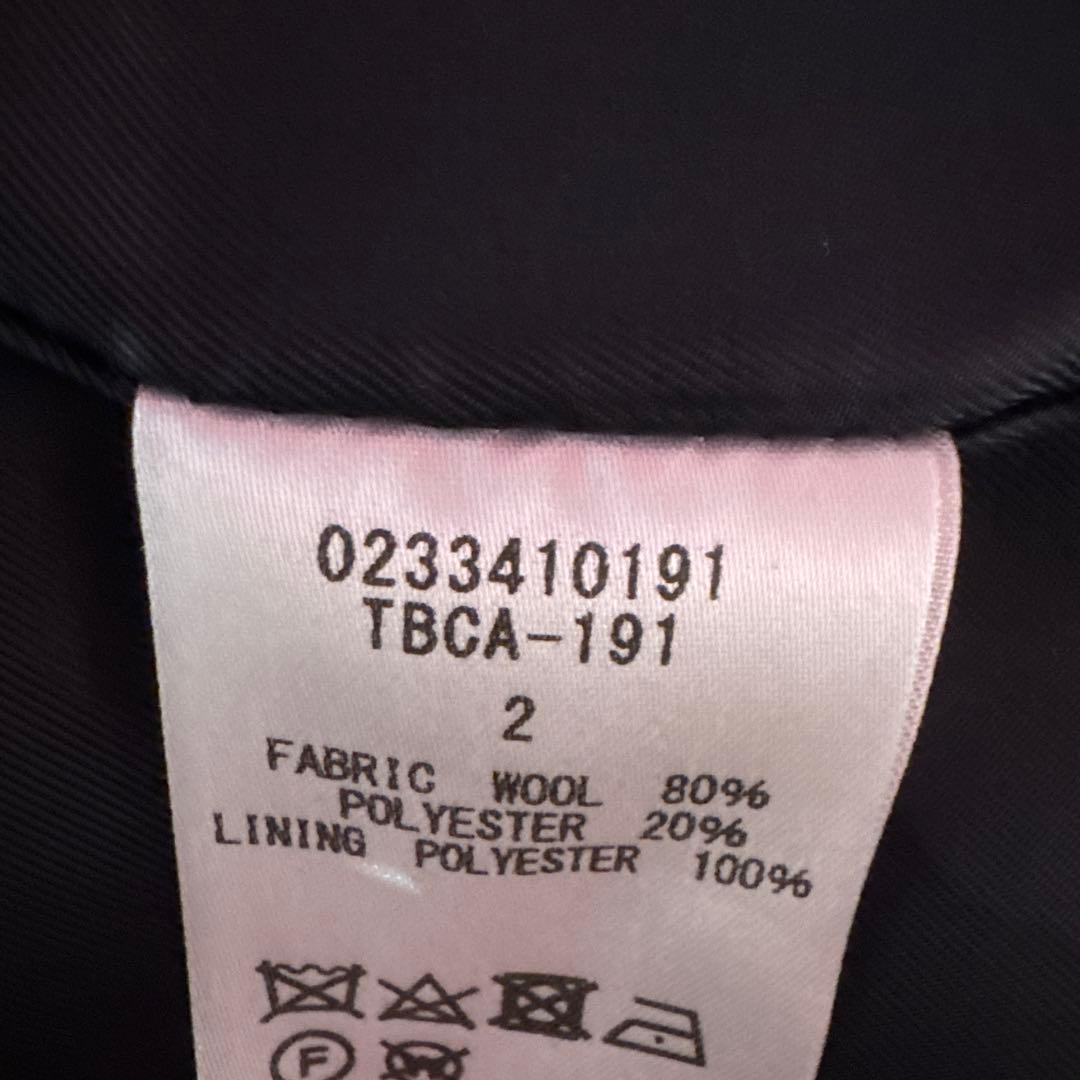 0233410191
TBCA-191
2
FABRIC WOOL 80%
POLYESTER 20%
LINING POLYESTER 100%
F
W